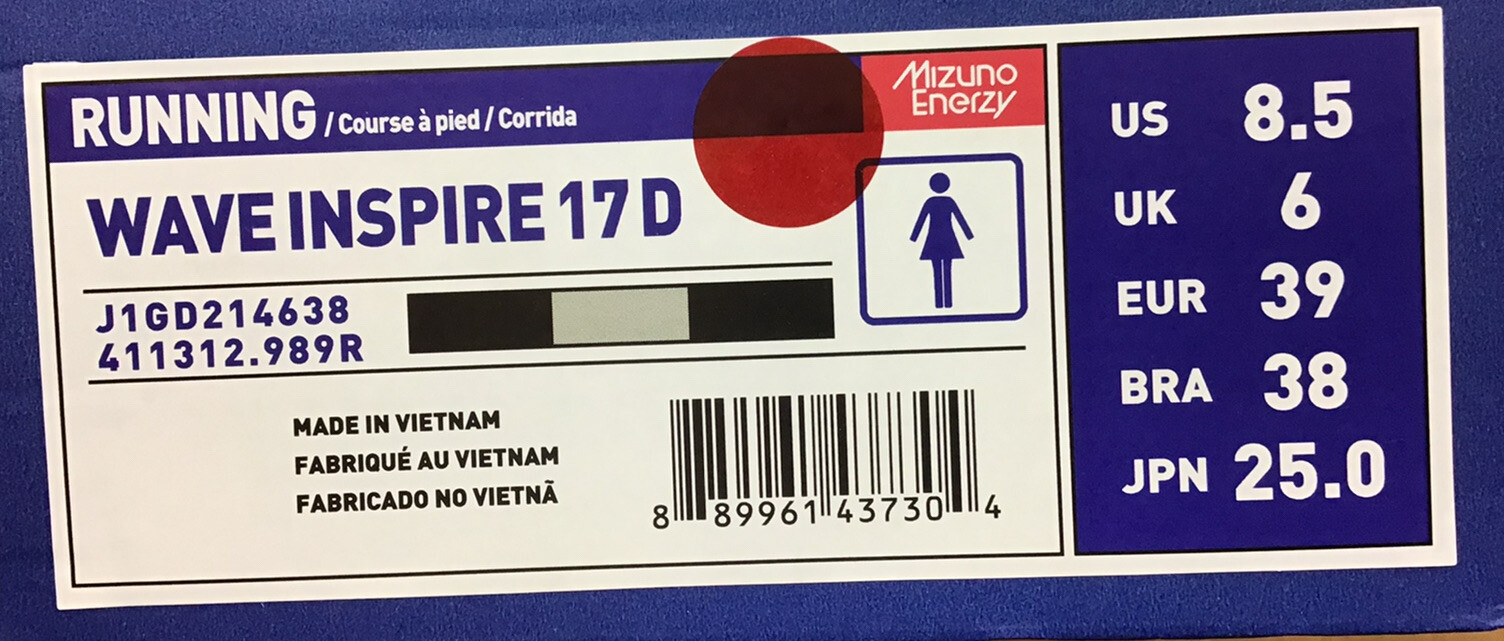 RUNNING / Course à pied / Corrida
Mizuno
Enerzy
WAVE INSPIRE 17 D
J1GD214638
411312.989R
MADE IN VIETNAM
FABRIQUÉ AU VIETNAM
FABRICADO NO VIETNÃ
8 89961 43730 4
US 8.5
UK 6
EUR 39
BRA 38
JPN 25.0